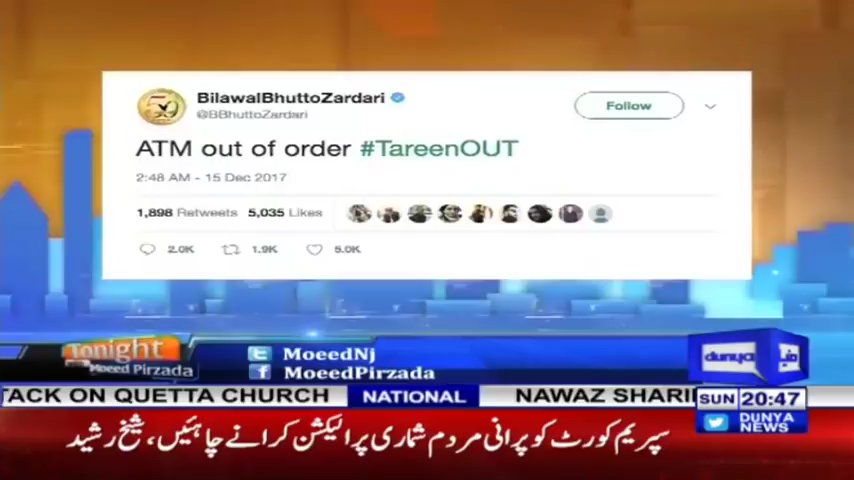 BilawalBhuttoZardari
@BBhuttoZardari
Follow
ATM out of order #TareenOUT
2:48 AM - 15 Dec 2017
1,898 Retweets 5,035 Likes
2.0K 1.9K 5.0K
Tonight
Moeed Pirzada
MoeedNj
MoeedPirzada
dunya دنیا
TACK ON QUETTA CHURCH NATIONAL NAWAZ SHARI
SUN 20:47
DUNYA NEWS
سپریم کورٹ کو پرانی مردم شماری پر الیکشن کرانے چاہئیں، شیخ رشید